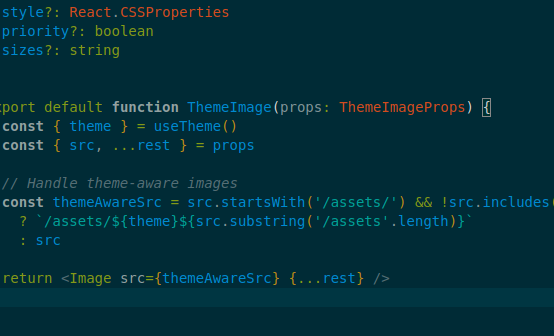 style?: React.CSSProperties
priority?: boolean
sizes?: string
port default function ThemeImage(props: ThemeImageProps) {
const { theme } = useTheme()
const { src, ...rest } = props
// Handle theme-aware images
const themeAwareSrc = src.startsWith('/assets/') && !src.includes(
? `/assets/${theme}${src.substring('/assets'.length)}`
: src
return <Image src={themeAwareSrc} {...rest} />